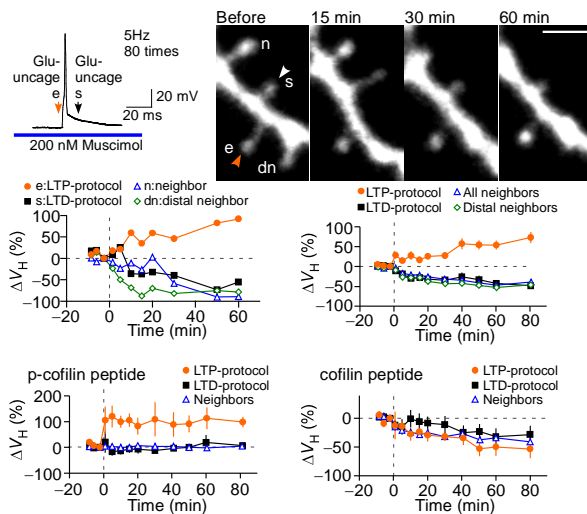 5Hz
80 times
Glu-
uncage
e
Glu-
uncage
s
20 mV
20 ms
200 nM Muscimol
Before
15 min
30 min
60 min
n
s
e
dn
e:LTP-protocol
n:neighbor
s:LTD-protocol
dn:distal neighbor
ΔV_H (%)
100
50
0
−50
−100
−20 0 20 40 60 80
Time (min)
LTP-protocol
All neighbors
LTD-protocol
Distal neighbors
ΔV_H (%)
100
50
0
−50
−100
−20 0 20 40 60 80
Time (min)
p-cofilin peptide
LTP-protocol
LTD-protocol
Neighbors
ΔV_H (%)
200
100
0
−100
−20 0 20 40 60 80
Time (min)
cofilin peptide
LTP-protocol
LTD-protocol
Neighbors
ΔV_H (%)
0
−50
−100
−20 0 20 40 60 80
Time (min)